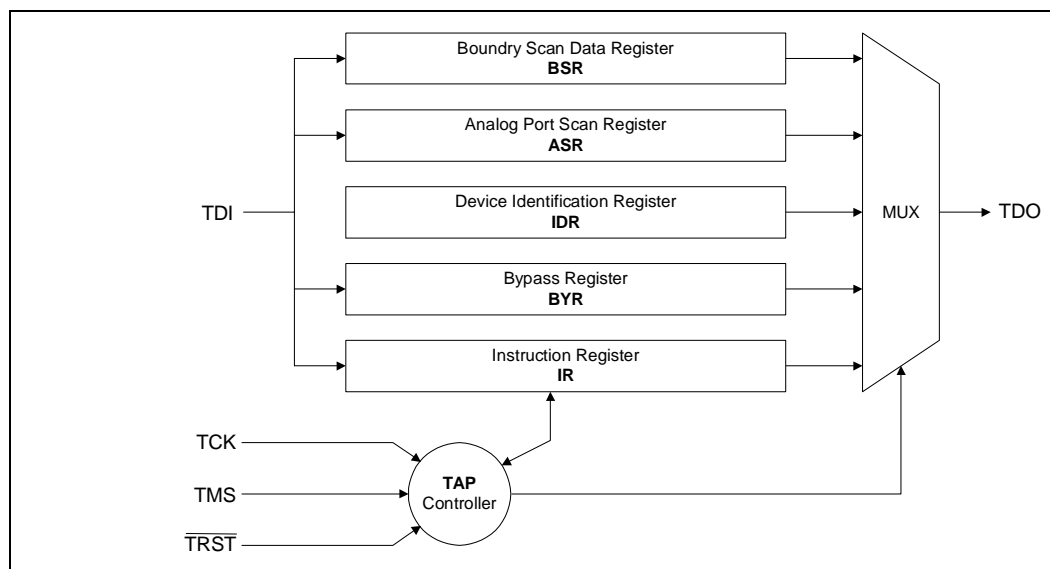 Boundry Scan Data Register
BSR
Analog Port Scan Register
ASR
TDI
Device Identification Register
IDR
MUX
TDO
Bypass Register
BYR
Instruction Register
IR
TCK
TMS
TRST
TAP
Controller